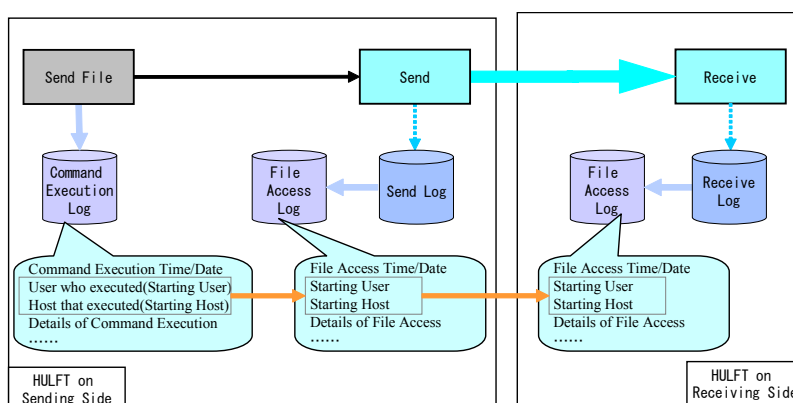 Send File
Send
Receive
Command
Execution
Log
File
Access
Log
Send Log
File
Access
Log
Receive
Log
Command Execution Time/Date
User who executed(Starting User)
Host that executed(Starting Host)
Details of Command Execution
......
File Access Time/Date
Starting User
Starting Host
Details of File Access
......
File Access Time/Date
Starting User
Starting Host
Details of File Access
......
HULFT on
Sending Side
HULFT on
Receiving Side